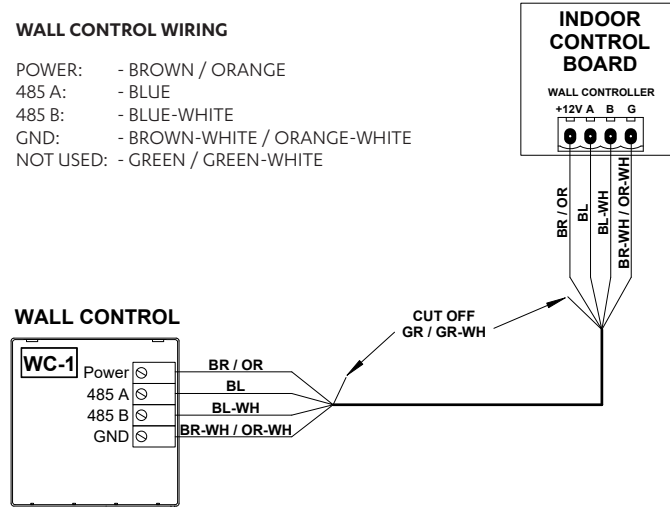 WALL CONTROL WIRING
POWER: - BROWN / ORANGE
485 A: - BLUE
485 B: - BLUE-WHITE
GND: - BROWN-WHITE / ORANGE-WHITE
NOT USED: - GREEN / GREEN-WHITE
INDOOR
CONTROL
BOARD
WALL CONTROLLER
+12V A B G
BR / OR
BL
BL-WH
BR-WH / OR-WH
CUT OFF
GR / GR-WH
WALL CONTROL
WC-1
Power
485 A
485 B
GND
BR / OR
BL
BL-WH
BR-WH / OR-WH